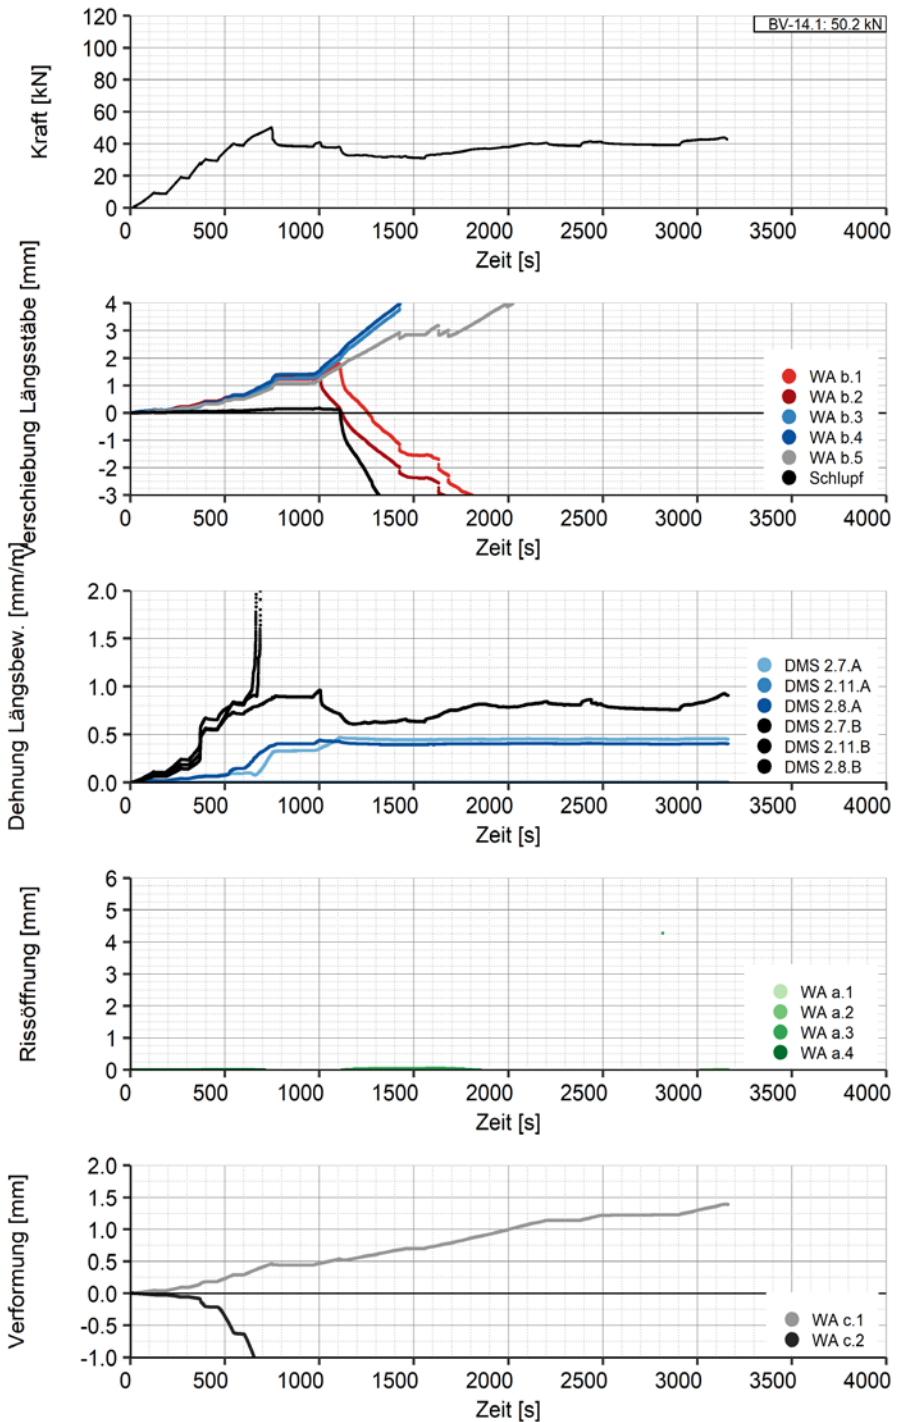 Kraft [kN]
120
100
80
60
40
20
0
BV-14.1: 50.2 kN
0 500 1000 1500 2000 2500 3000 3500 4000
Zeit [s]
Verschiebung Längsstäbe [mm]
4
3
2
1
0
-1
-2
-3
WA b.1
WA b.2
WA b.3
WA b.4
WA b.5
Schlupf
0 500 1000 1500 2000 2500 3000 3500 4000
Zeit [s]
Dehnung Längsbew. [mm/m]
2.0
1.5
1.0
0.5
0.0
DMS 2.7.A
DMS 2.11.A
DMS 2.8.A
DMS 2.7.B
DMS 2.11.B
DMS 2.8.B
0 500 1000 1500 2000 2500 3000 3500 4000
Zeit [s]
Rissöffnung [mm]
6
5
4
3
2
1
0
WA a.1
WA a.2
WA a.3
WA a.4
0 500 1000 1500 2000 2500 3000 3500 4000
Zeit [s]
Verformung [mm]
2.0
1.5
1.0
0.5
0.0
-0.5
-1.0
WA c.1
WA c.2
0 500 1000 1500 2000 2500 3000 3500 4000
Zeit [s]